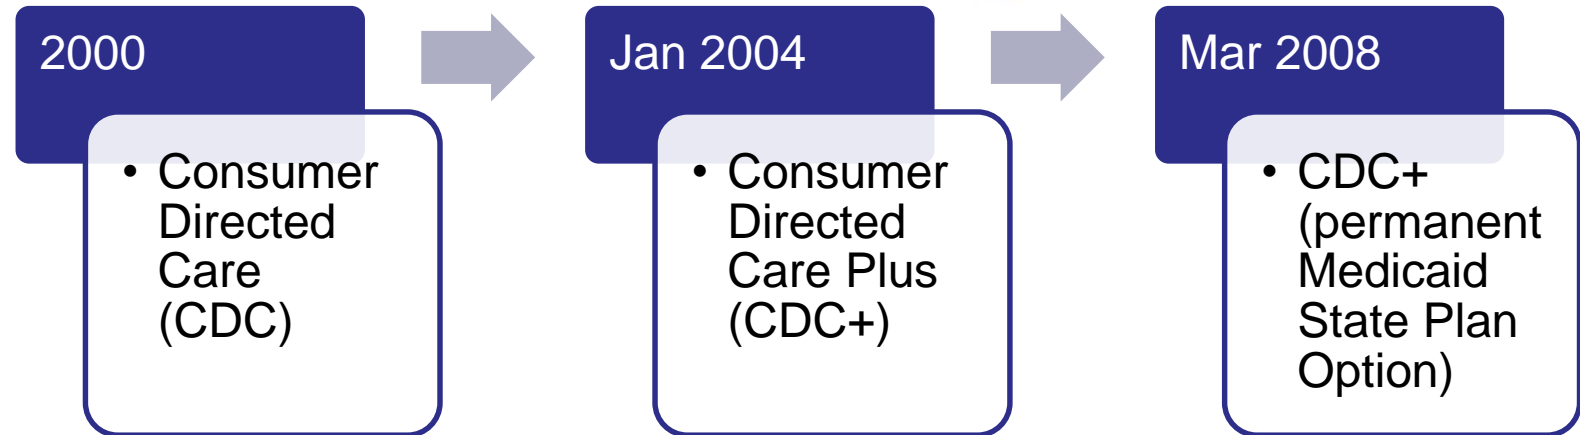 2000
• Consumer
Directed
Care
(CDC)
Jan 2004
• Consumer
Directed
Care Plus
(CDC+)
Mar 2008
• CDC+
(permanent
Medicaid
State Plan
Option)